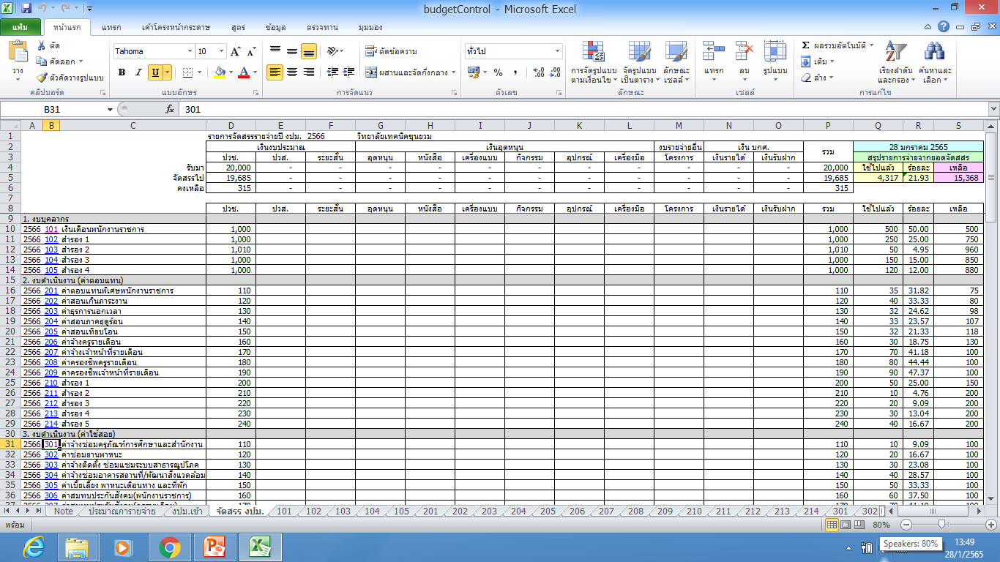 budgetControl - Microsoft Excel
แฟ้ม หน้าแรก แทรก เค้าโครงหน้ากระดาษ สูตร ข้อมูล ตรวจทาน มุมมอง
วาง ตัด คัดลอก ตัวคัดวางรูปแบบ คลิปบอร์ด
Tahoma 10 B I U A แบบอักษร
ตัดข้อความ ผสานและจัดกึ่งกลาง การจัดแนว
ทั่วไป % , ตัวเลข
การจัดรูปแบบตามเงื่อนไข จัดรูปแบบเป็นตาราง ลักษณะเซลล์ ลักษณะ
แทรก ลบ รูปแบบ เซลล์
Σ ผลรวมอัตโนมัติ เติม ล้าง เรียงลำดับและกรอง ค้นหาและเลือก การแก้ไข
B31 fx 301
A B C D E F G H I J K L M N O P Q R S
1 รายการจัดสรรรายจ่ายปี งปม. 2566 วิทยาลัยเทคนิคขุนยวม
2 เงินงบประมาณ เงินอุดหนุน งบรายจ่ายอื่น เงิน บกศ. รวม 28 มกราคม 2565
3 ปวช. ปวส. ระยะสั้น อุดหนุน หนังสือ เครื่องแบบ กิจกรรม อุปกรณ์ เครื่องมือ โครงการ เงินรายได้ เงินรับฝาก สรุปรายการจ่ายจากยอดจัดสสร
4 รับมา 20,000 - - - - - - - - - - - 20,000 ใช้ไปแล้ว ร้อยละ เหลือ
5 จัดสรรไป 19,685 - - - - - - - - - - - 19,685 4,317 21.93 15,368
6 คงเหลือ 315 - - - - - - - - - - - 315
7
8 ปวช. ปวส. ระยะสั้น อุดหนุน หนังสือ เครื่องแบบ กิจกรรม อุปกรณ์ เครื่องมือ โครงการ เงินรายได้ เงินรับฝาก รวม ใช้ไปแล้ว ร้อยละ เหลือ
9 1. งบบุคลากร
10 2566 101 เงินเดือนพนักงานราชการ 1,000 1,000 500 50.00 500
11 2566 102 สำรอง 1 1,000 1,000 250 25.00 750
12 2566 103 สำรอง 2 1,010 1,010 50 4.95 960
13 2566 104 สำรอง 3 1,000 1,000 150 15.00 850
14 2566 105 สำรอง 4 1,000 1,000 120 12.00 880
15 2. งบดำเนินงาน (ค่าตอบแทน)
16 2566 201 ค่าตอบแทนพิเศษพนักงานราชการ 110 110 35 31.82 75
17 2566 202 ค่าสอนเกินภาระงาน 120 120 40 33.33 80
18 2566 203 ค่าธุรการนอกเวลา 130 130 32 24.62 98
19 2566 204 ค่าสอนภาคฤดูร้อน 140 140 33 23.57 107
20 2566 205 ค่าสอนเทียบโอน 150 150 32 21.33 118
21 2566 206 ค่าจ้างครูรายเดือน 160 160 30 18.75 130
22 2566 207 ค่าจ้างเจ้าหน้าที่รายเดือน 170 170 70 41.18 100
23 2566 208 ค่าครองชีพครูรายเดือน 180 180 80 44.44 100
24 2566 209 ค่าครองชีพเจ้าหน้าที่รายเดือน 190 190 90 47.37 100
25 2566 210 สำรอง 1 200 200 50 25.00 150
26 2566 211 สำรอง 2 210 210 10 4.76 200
27 2566 212 สำรอง 3 220 220 20 9.09 200
28 2566 213 สำรอง 4 230 230 30 13.04 200
29 2566 214 สำรอง 5 240 240 40 16.67 200
30 3. งบดำเนินงาน (ค่าใช้สอย)
31 2566 301 ค่าจ้างซ่อมครุภัณฑ์การศึกษาและสำนักงาน 110 110 10 9.09 100
32 2566 302 ค่าซ่อมยานพาหนะ 120 120 20 16.67 100
33 2566 303 ค่าจ้างติดตั้ง ซ่อมแซมระบบสาธารณูปโภค 130 130 30 23.08 100
34 2566 304 ค่าจ้างซ่อมอาคารสถานที่/พัฒนาสิ่งแวดล้อม 140 140 40 28.57 100
35 2566 305 ค่าเบี้ยเลี้ยง พาหนะเดินทาง และที่พัก 150 150 50 33.33 100
36 2566 306 ค่าสมทบประกันสังคม(พนักงานราชการ) 160 160 60 37.50 100
Note ประมาณการายจ่าย งปม.เข้า จัดสรร งปม. 101 102 103 104 105 201 202 203 204 205 206 207 208 209 210 211 212 213 214 301 302
พร้อม 80%
Speakers: 80%
13:49
28/1/2565